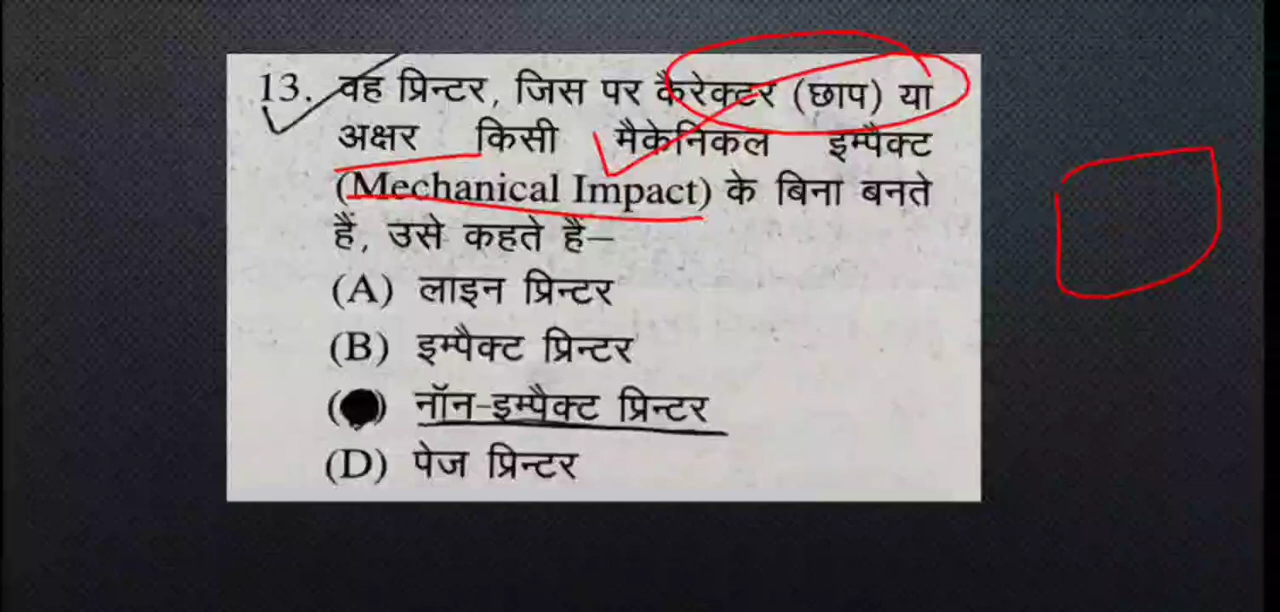 13. वह प्रिन्टर, जिस पर कैरेक्टर (छाप) या
अक्षर किसी मैकेनिकल इम्पैक्ट
(Mechanical Impact) के बिना बनते
हैं, उसे कहते है–
(A) लाइन प्रिन्टर
(B) इम्पैक्ट प्रिन्टर
( ) नॉन-इम्पैक्ट प्रिन्टर
(D) पेज प्रिन्टर